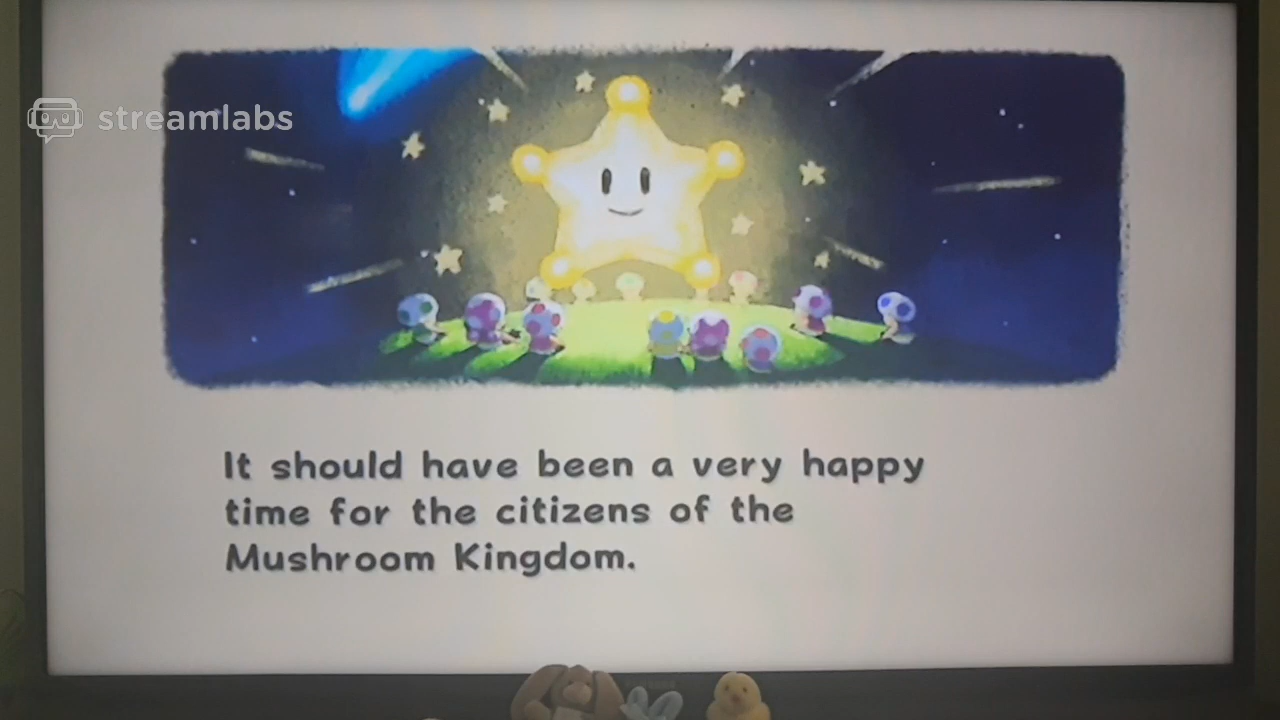 streamlabs
It should have been a very happy
time for the citizens of the
Mushroom Kingdom.